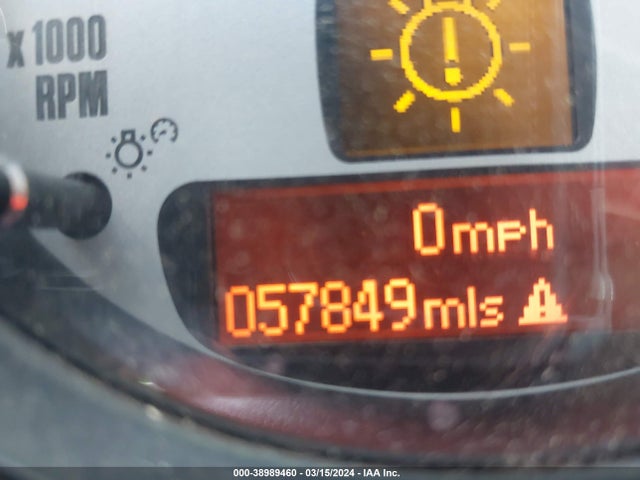 x 1000
RPM
0mph
057849mls
000-38989460 - 03/15/2024 - IAA Inc.